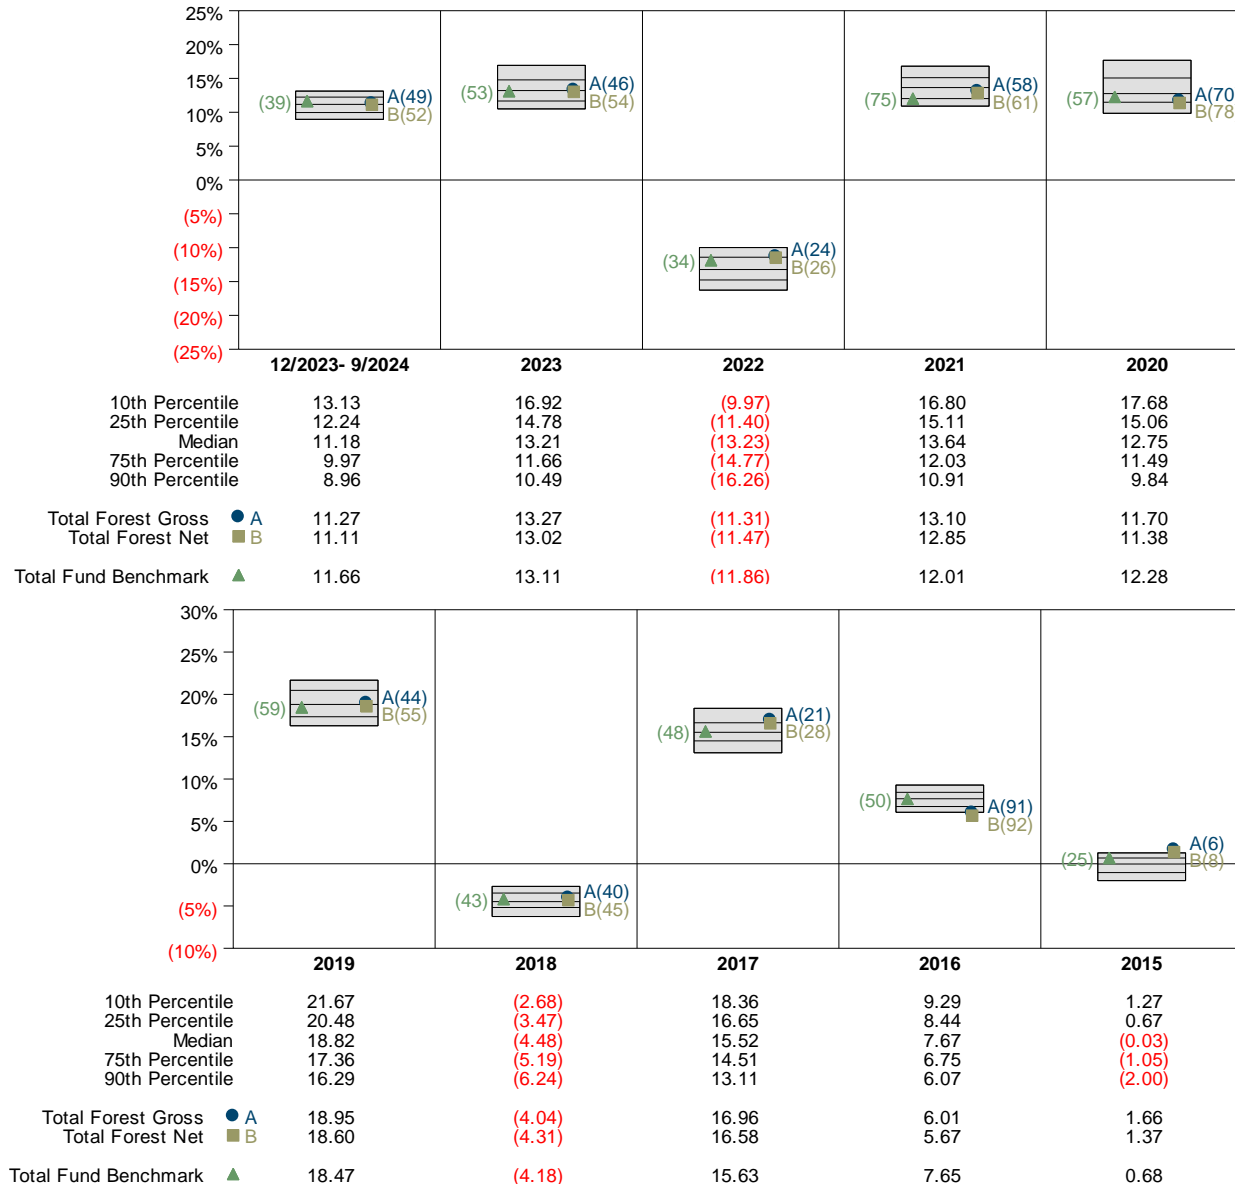 25%
20%
15%
10%
5%
0%
(5%)
(10%)
(15%)
(20%)
(25%)
(39) A(49) B(52)
(53) A(46) B(54)
(34) A(24) B(26)
(75) A(58) B(61)
(57) A(70 B(78
12/2023- 9/2024 2023 2022 2021 2020
10th Percentile 13.13 16.92 (9.97) 16.80 17.68
25th Percentile 12.24 14.78 (11.40) 15.11 15.06
Median 11.18 13.21 (13.23) 13.64 12.75
75th Percentile 9.97 11.66 (14.77) 12.03 11.49
90th Percentile 8.96 10.49 (16.26) 10.91 9.84
Total Forest Gross A 11.27 13.27 (11.31) 13.10 11.70
Total Forest Net B 11.11 13.02 (11.47) 12.85 11.38
Total Fund Benchmark 11.66 13.11 (11.86) 12.01 12.28
30%
25%
20%
15%
10%
5%
0%
(5%)
(10%)
(59) A(44) B(55)
(43) A(40) B(45)
(48) A(21) B(28)
(50) A(91) B(92)
(25) A(6) B(8)
2019 2018 2017 2016 2015
10th Percentile 21.67 (2.68) 18.36 9.29 1.27
25th Percentile 20.48 (3.47) 16.65 8.44 0.67
Median 18.82 (4.48) 15.52 7.67 (0.03)
75th Percentile 17.36 (5.19) 14.51 6.75 (1.05)
90th Percentile 16.29 (6.24) 13.11 6.07 (2.00)
Total Forest Gross A 18.95 (4.04) 16.96 6.01 1.66
Total Forest Net B 18.60 (4.31) 16.58 5.67 1.37
Total Fund Benchmark 18.47 (4.18) 15.63 7.65 0.68